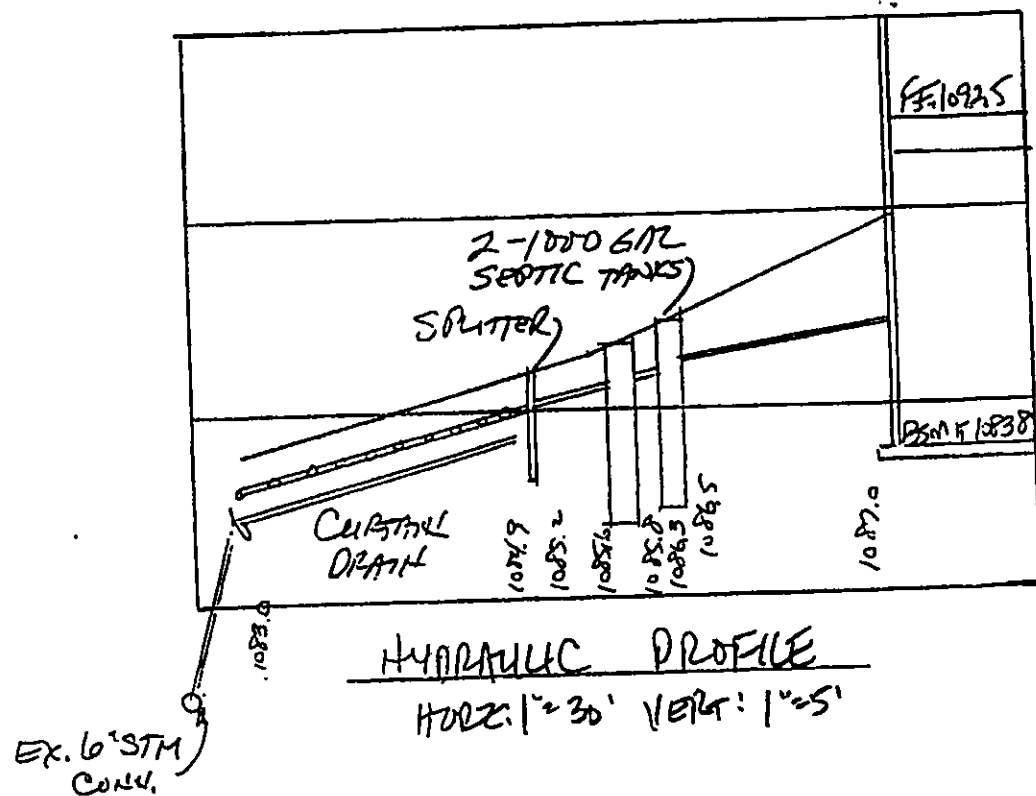 FF=1092.5
2-1000 GAL
SEPTIC TANKS
SPLITTER
BSMT 1083.8
CURTAIN
DRAIN
1083.0
1084.9
1085.2
1085.6
1085.8
1086.3
1086.5
1087.0
HYDRAULIC PROFILE
HORZ: 1"=30' VERT: 1"=5'
EX. 6" STM
CONN.